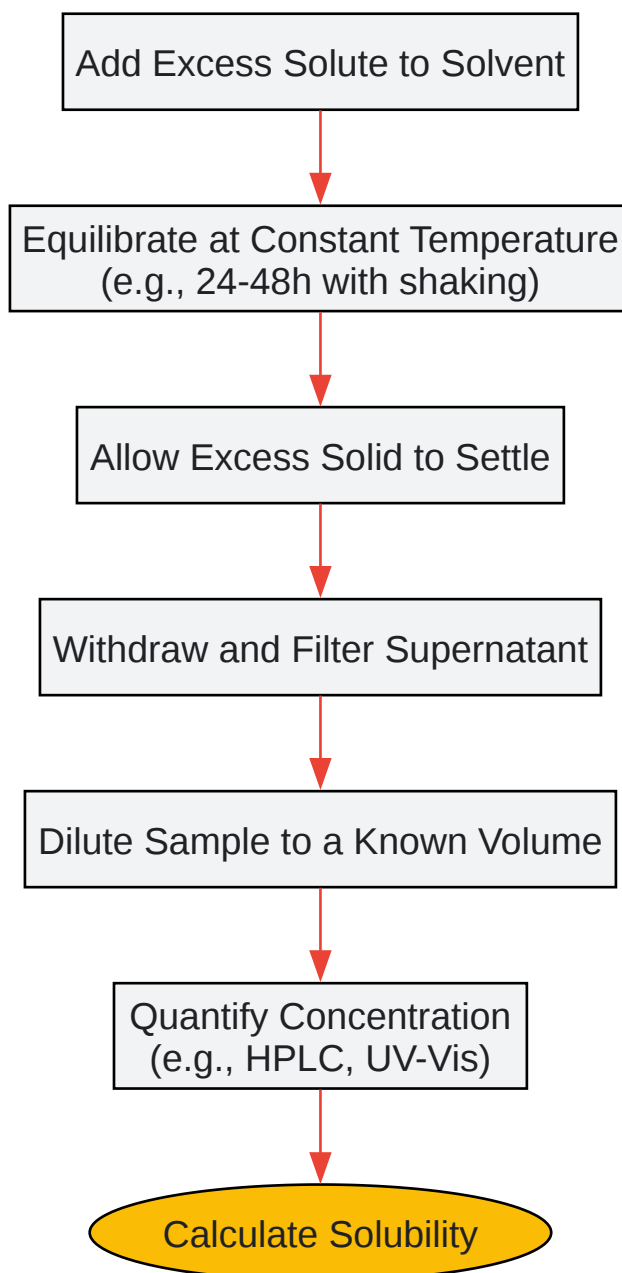 Add Excess Solute to Solvent
Equilibrate at Constant Temperature
(e.g., 24-48h with shaking)
Allow Excess Solid to Settle
Withdraw and Filter Supernatant
Dilute Sample to a Known Volume
Quantify Concentration
(e.g., HPLC, UV-Vis)
Calculate Solubility